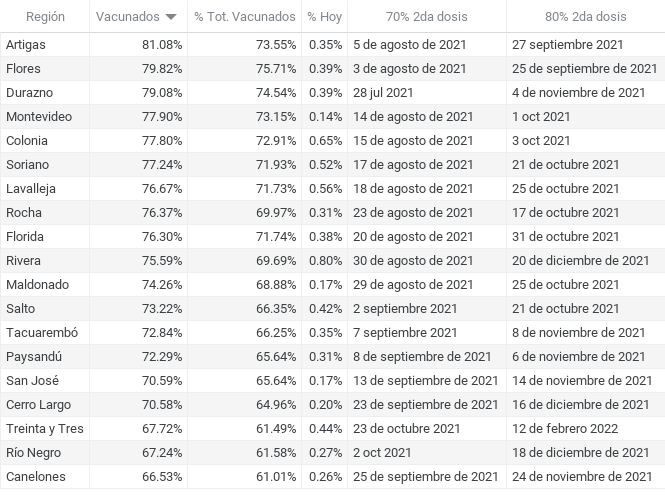 Región Vacunados % Tot. Vacunados % Hoy 70% 2da dosis 80% 2da dosis
Artigas 81.08% 73.55% 0.35% 5 de agosto de 2021 27 septiembre 2021
Flores 79.82% 75.71% 0.39% 3 de agosto de 2021 25 de septiembre de 2021
Durazno 79.08% 74.54% 0.39% 28 jul 2021 4 de noviembre de 2021
Montevideo 77.90% 73.15% 0.14% 14 de agosto de 2021 1 oct 2021
Colonia 77.80% 72.91% 0.65% 15 de agosto de 2021 3 oct 2021
Soriano 77.24% 71.93% 0.52% 17 de agosto de 2021 21 de octubre 2021
Lavalleja 76.67% 71.73% 0.56% 18 de agosto de 2021 25 de octubre 2021
Rocha 76.37% 69.97% 0.31% 23 de agosto de 2021 17 de octubre 2021
Florida 76.30% 71.74% 0.38% 20 de agosto de 2021 31 de octubre 2021
Rivera 75.59% 69.69% 0.80% 30 de agosto de 2021 20 de diciembre de 2021
Maldonado 74.26% 68.88% 0.17% 29 de agosto de 2021 25 de octubre 2021
Salto 73.22% 66.35% 0.42% 2 septiembre 2021 21 de octubre 2021
Tacuarembó 72.84% 66.25% 0.35% 7 septiembre 2021 8 de noviembre de 2021
Paysandú 72.29% 65.64% 0.31% 8 de septiembre de 2021 6 de noviembre de 2021
San José 70.59% 65.64% 0.17% 13 de septiembre de 2021 14 de noviembre de 2021
Cerro Largo 70.58% 64.96% 0.20% 23 de septiembre de 2021 16 de diciembre de 2021
Treinta y Tres 67.72% 61.49% 0.44% 23 de octubre 2021 12 de febrero 2022
Río Negro 67.24% 61.58% 0.27% 2 oct 2021 18 de diciembre de 2021
Canelones 66.53% 61.01% 0.26% 25 de septiembre de 2021 24 de noviembre de 2021